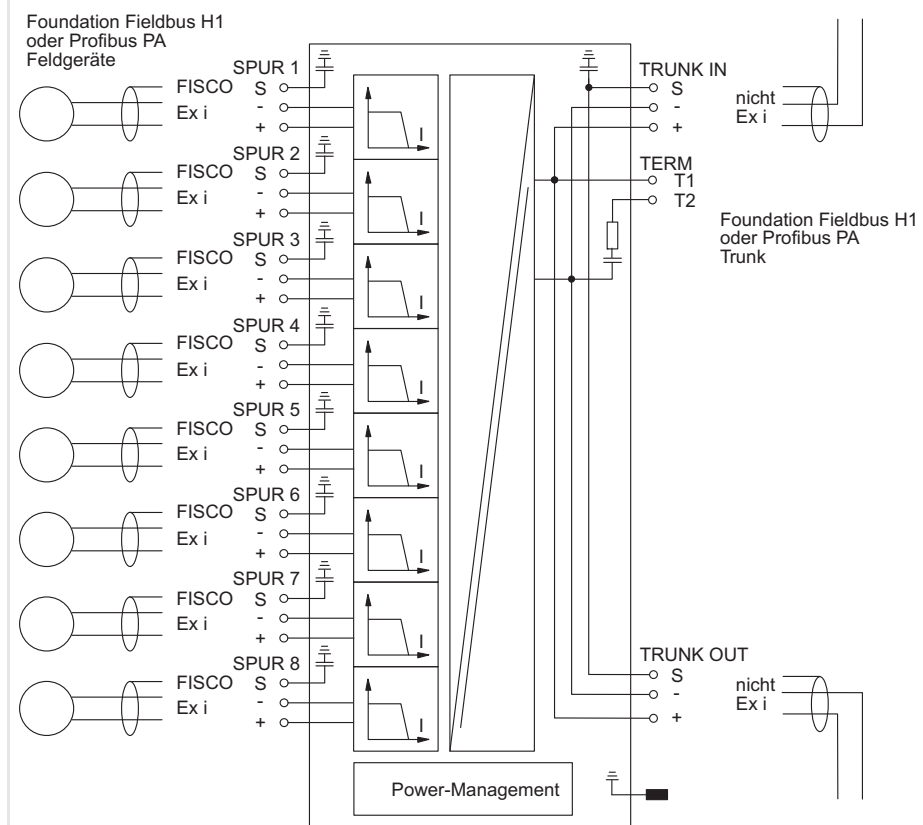 Foundation Fieldbus H1
oder Profibus PA
Feldgeräte
SPUR 1
FISCO S
Ex i -
+
SPUR 2
FISCO S
Ex i -
+
SPUR 3
FISCO S
Ex i -
+
SPUR 4
FISCO S
Ex i -
+
SPUR 5
FISCO S
Ex i -
+
SPUR 6
FISCO S
Ex i -
+
SPUR 7
FISCO S
Ex i -
+
SPUR 8
FISCO S
Ex i -
+
I
I
I
I
I
I
I
I
Power-Management
TRUNK IN
S
-
+
nicht
Ex i
TERM
T1
T2
Foundation Fieldbus H1
oder Profibus PA
Trunk
TRUNK OUT
S
-
+
nicht
Ex i